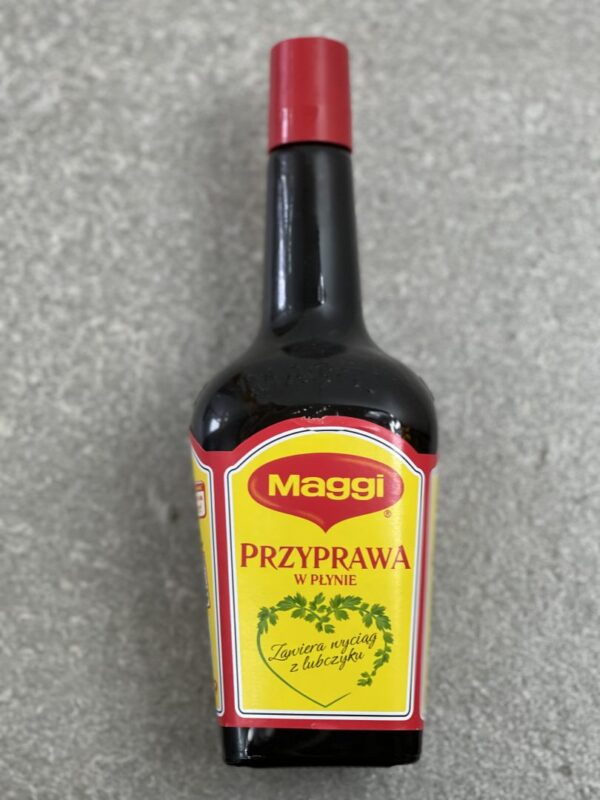 Maggi
®
PRZYPRAWA
W PŁYNIE
Zawiera wyciąg
z lubczyku